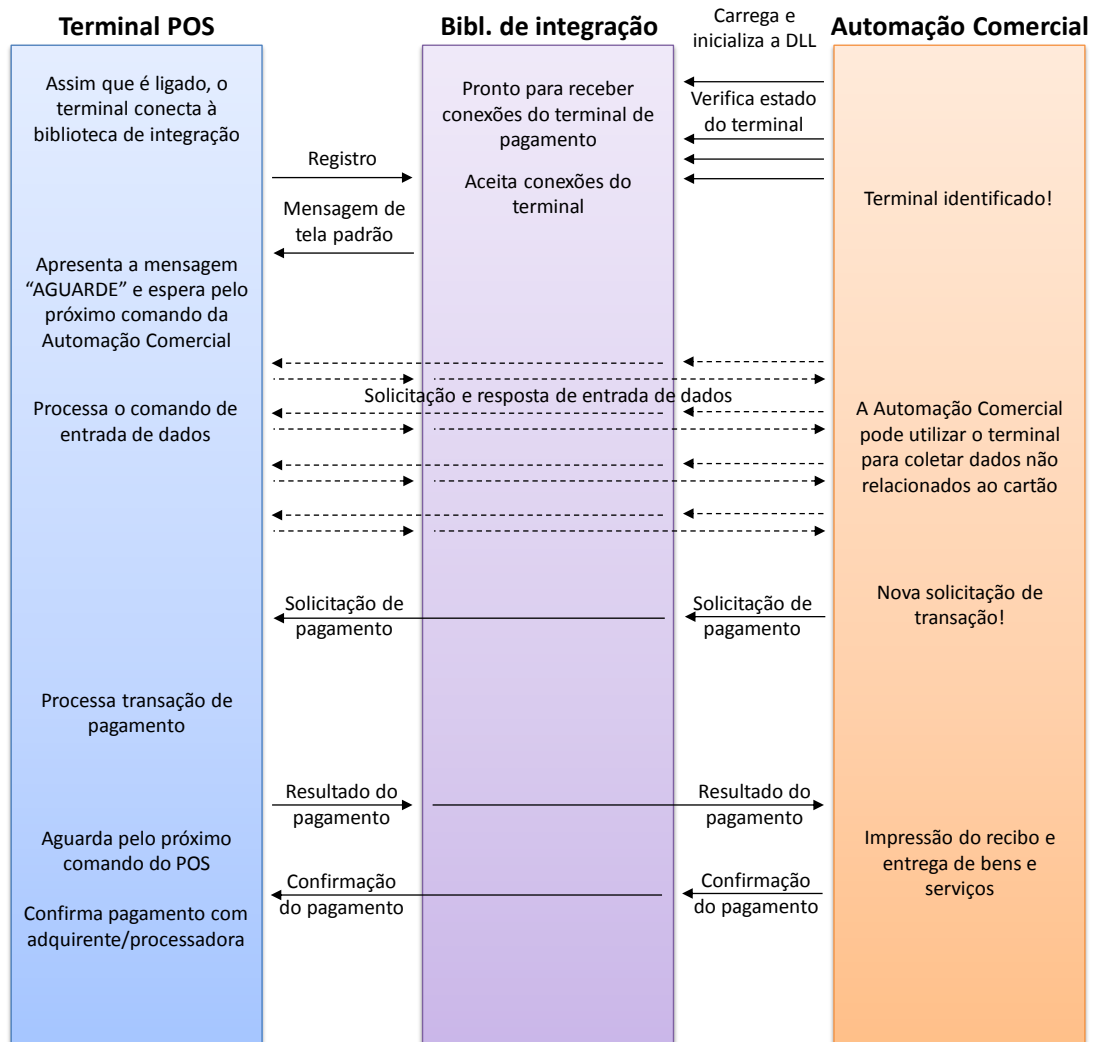 Terminal POS
Bibl. de integração
Carrega e
inicializa a DLL
Automação Comercial
Assim que é ligado, o
terminal conecta à
biblioteca de integração
Pronto para receber
conexões do terminal de
pagamento
Verifica estado
do terminal
Registro
Aceita conexões do
terminal
Terminal identificado!
Mensagem de
tela padrão
Apresenta a mensagem
“AGUARDE” e espera pelo
próximo comando da
Automação Comercial
Solicitação e resposta de entrada de dados
Processa o comando de
entrada de dados
A Automação Comercial
pode utilizar o terminal
para coletar dados não
relacionados ao cartão
Nova solicitação de
transação!
Solicitação de
pagamento
Solicitação de
pagamento
Processa transação de
pagamento
Resultado do
pagamento
Resultado do
pagamento
Aguarda pelo próximo
comando do POS
Impressão do recibo e
entrega de bens e
serviços
Confirmação
do pagamento
Confirmação
do pagamento
Confirma pagamento com
adquirente/processadora